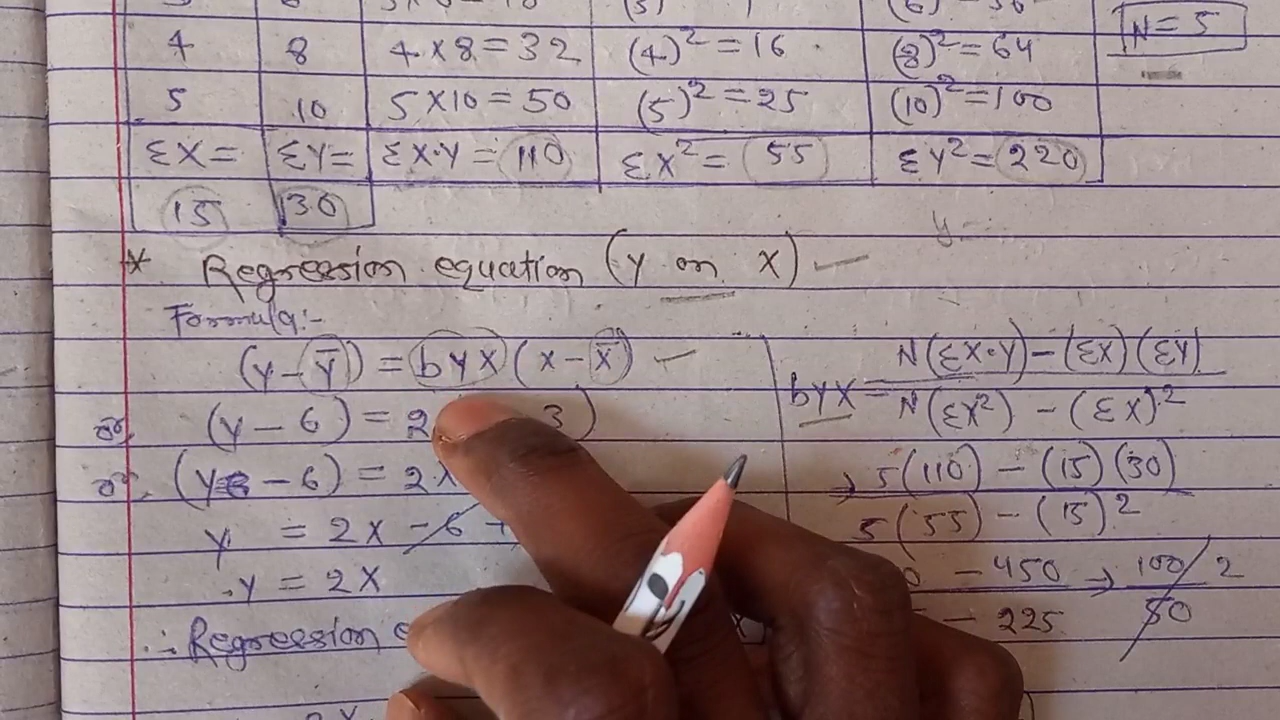 N = 5
4 8 4 × 8 = 32 (4)² = 16 (8)² = 64
5 10 5 × 10 = 50 (5)² = 25 (10)² = 100
ΣX = ΣY = ΣX·Y = 110 ΣX² = 55 ΣY² = 220
15 30
* Regression equation (y on x)
Formula:-
(y - ȳ) = byx (x - x̄)
or, (y - 6) = 2 3)
or, (y - 6) = 2x
y = 2x - 6 +
y = 2x
∴ Regression
byx = N(ΣX·Y) - (ΣX)(ΣY)
N(ΣX²) - (ΣX)²
→ 5(110) - (15)(30)
5(55) - (15)²
0 - 450 → 100 2
- 225 50